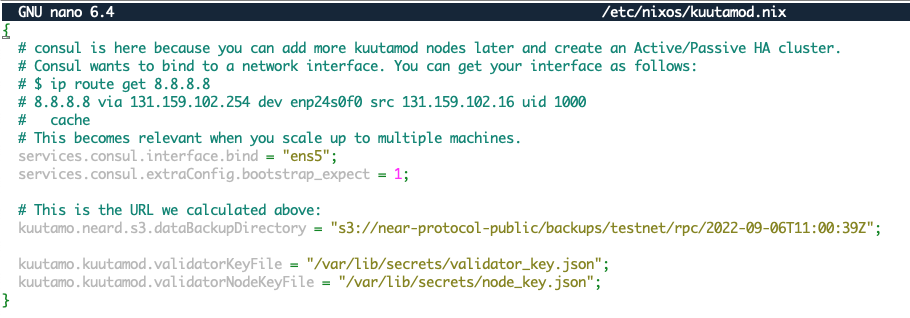 GNU nano 6.4 /etc/nixos/kuutamod.nix
{
# consul is here because you can add more kuutamod nodes later and create an Active/Passive HA cluster.
# Consul wants to bind to a network interface. You can get your interface as follows:
# $ ip route get 8.8.8.8
# 8.8.8.8 via 131.159.102.254 dev enp24s0f0 src 131.159.102.16 uid 1000
#   cache
# This becomes relevant when you scale up to multiple machines.
services.consul.interface.bind = "ens5";
services.consul.extraConfig.bootstrap_expect = 1;
# This is the URL we calculated above:
kuutamo.neard.s3.dataBackupDirectory = "s3://near-protocol-public/backups/testnet/rpc/2022-09-06T11:00:39Z";
kuutamo.kuutamod.validatorKeyFile = "/var/lib/secrets/validator_key.json";
kuutamo.kuutamod.validatorNodeKeyFile = "/var/lib/secrets/node_key.json";
}